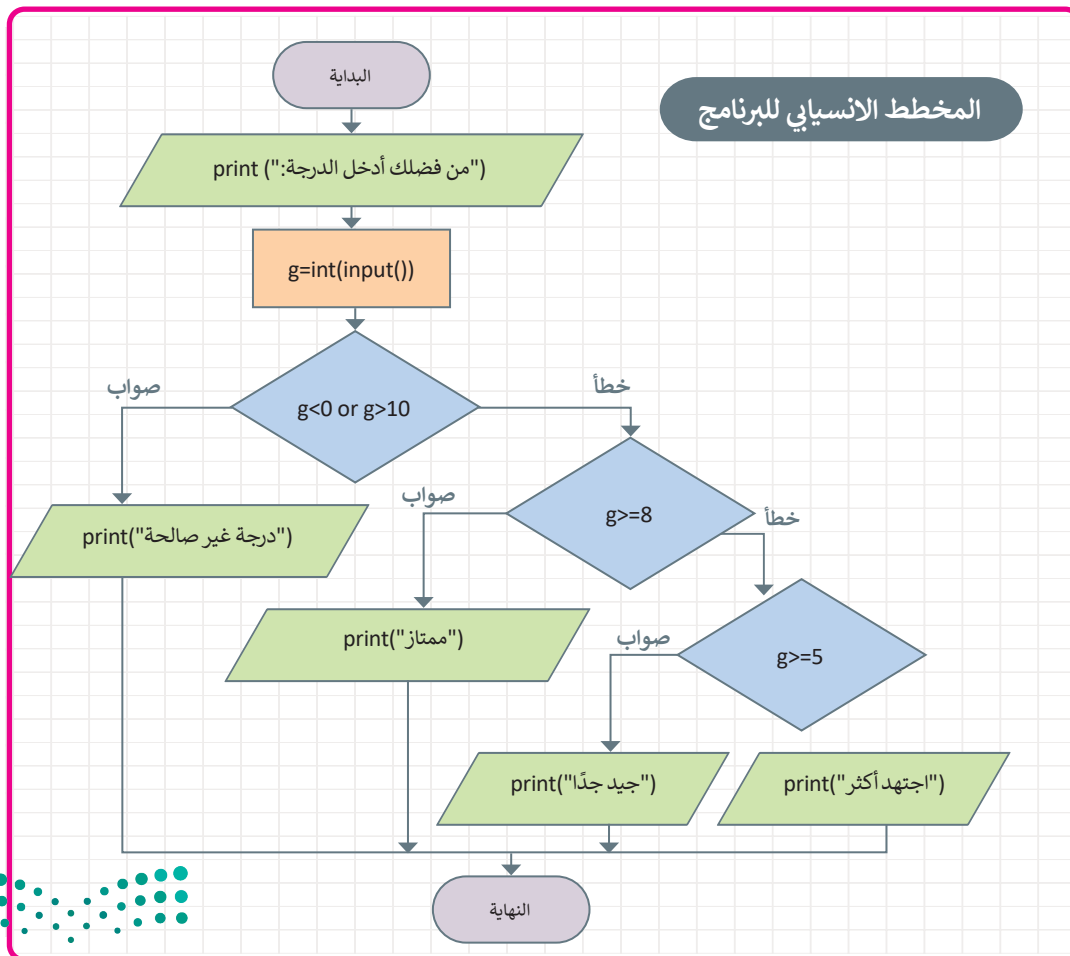 البداية
المخطط الانسيابي للبرنامج
print ("من فضلك أدخل الدرجة:")
g=int(input())
صواب
خطأ
g<0 or g>10
صواب
g>=8
خطأ
print("درجة غير صالحة")
print("ممتاز")
صواب
g>=5
print("جيد جدًا")
print("اجتهد أكثر")
النهاية